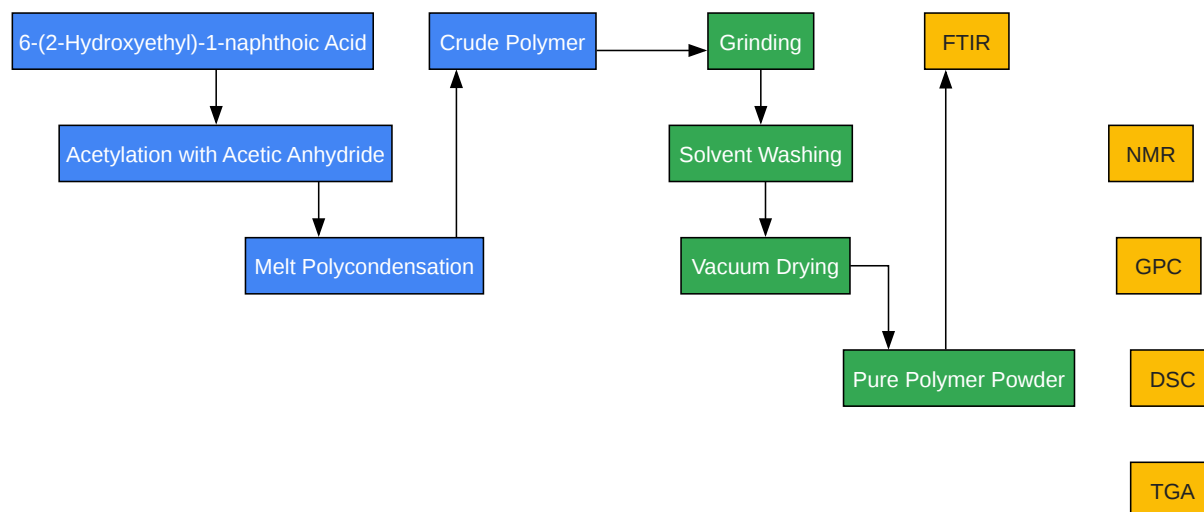 6-(2-Hydroxyethyl)-1-naphthoic Acid
Acetylation with Acetic Anhydride
Melt Polycondensation
Crude Polymer
Grinding
Solvent Washing
Vacuum Drying
Pure Polymer Powder
FTIR
NMR
GPC
DSC
TGA